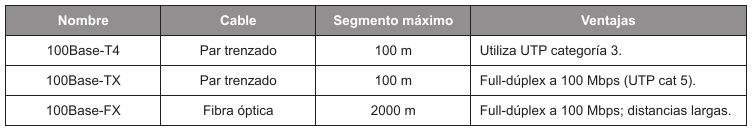 Nombre Cable Segmento máximo Ventajas
100Base-T4 Par trenzado 100 m Utiliza UTP categoría 3.
100Base-TX Par trenzado 100 m Full-dúplex a 100 Mbps (UTP cat 5).
100Base-FX Fibra óptica 2000 m Full-dúplex a 100 Mbps; distancias largas.